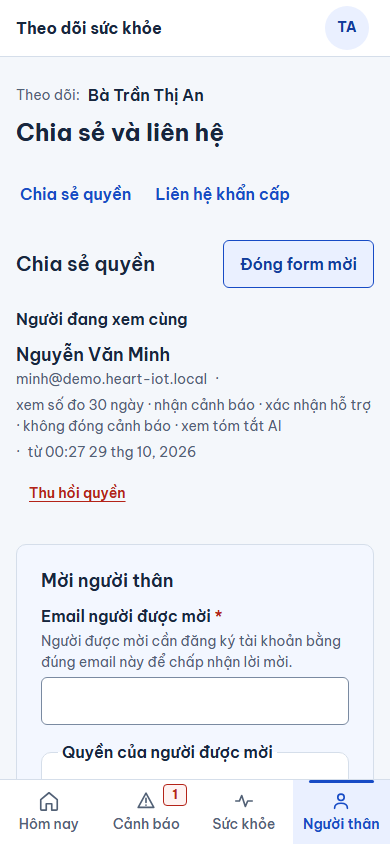 Theo dõi sức khỏe
TA
Theo dõi: Bà Trần Thị An
Chia sẻ và liên hệ
Chia sẻ quyền
Liên hệ khẩn cấp
Chia sẻ quyền
Đóng form mời
Người đang xem cùng
Nguyễn Văn Minh
minh@demo.heart-iot.local ·
xem số đo 30 ngày · nhận cảnh báo · xác nhận hỗ trợ
· không đóng cảnh báo · xem tóm tắt AI
· từ 00:27 29 thg 10, 2026
Thu hồi quyền
Mời người thân
Email người được mời *
Người được mời cần đăng ký tài khoản bằng
đúng email này để chấp nhận lời mời.
Quyền của người được mời
1
Hôm nay
Cảnh báo
Sức khỏe
Người thân